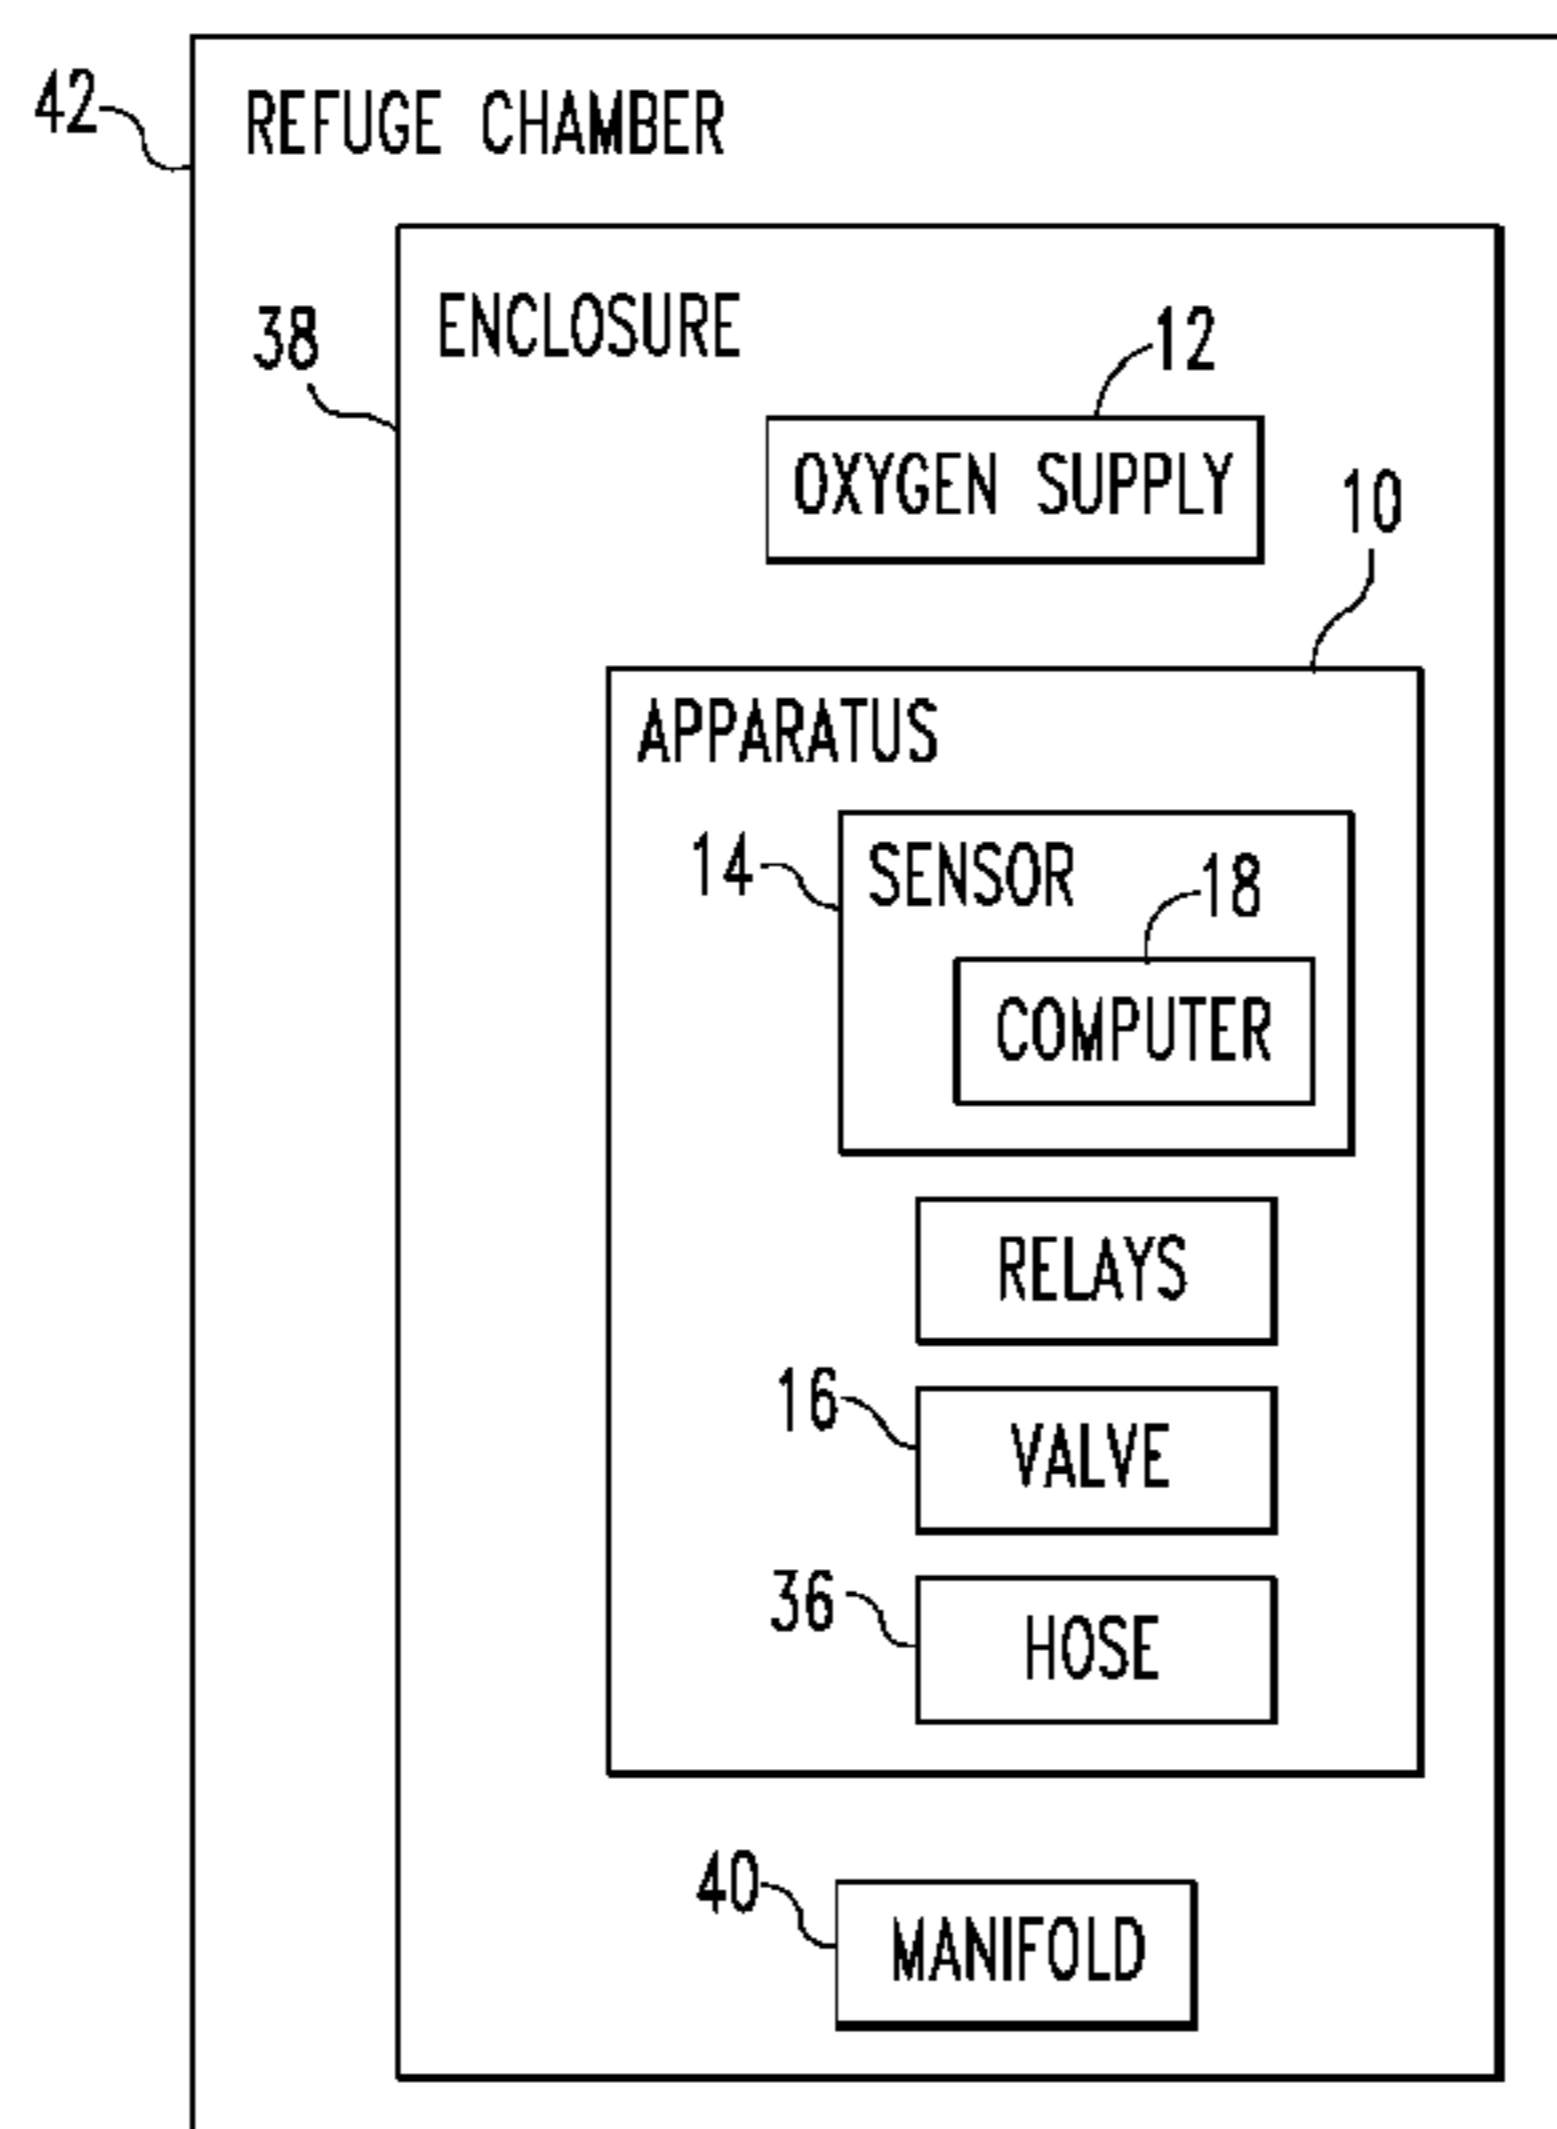 42
REFUGE CHAMBER
38
ENCLOSURE
12
OXYGEN SUPPLY
10
APPARATUS
14
SENSOR
18
COMPUTER
RELAYS
16
VALVE
36
HOSE
40
MANIFOLD